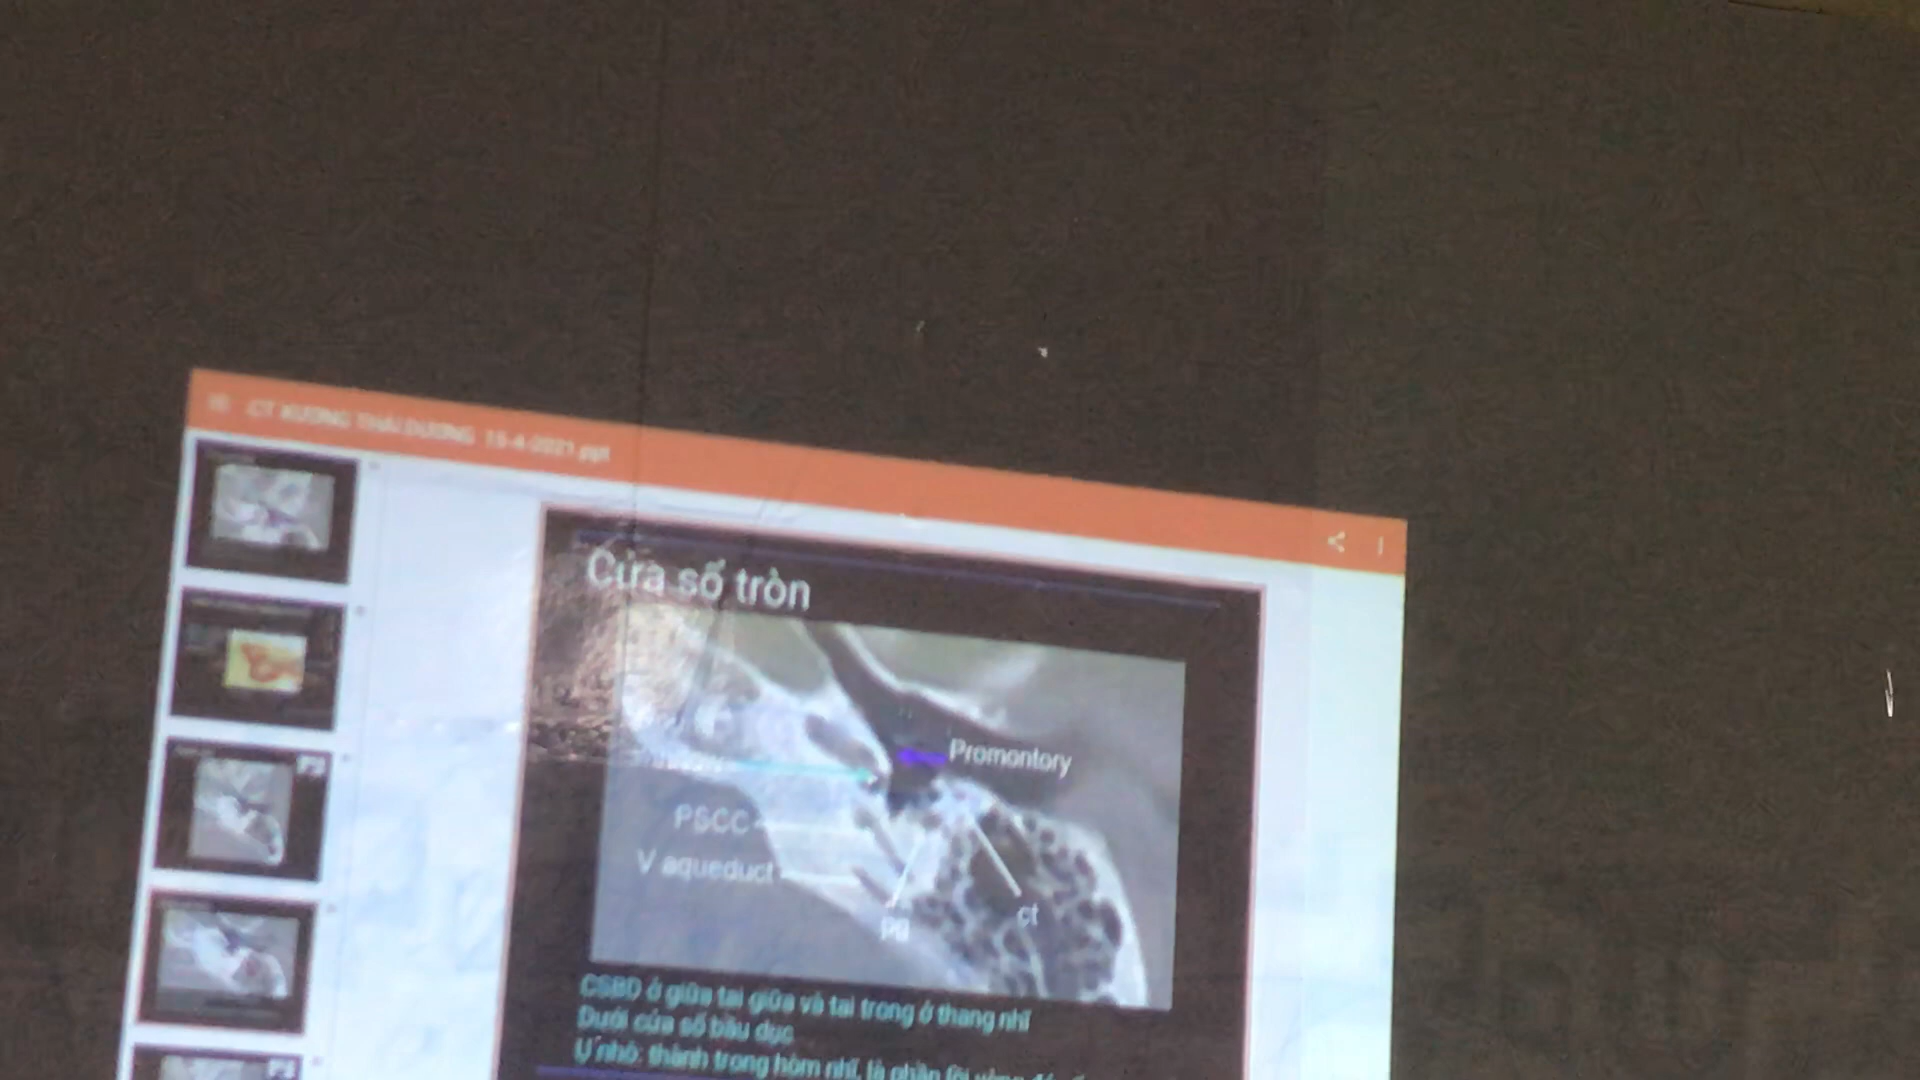 CT XƯƠNG THÁI DƯƠNG 15-4-2021.ppt
Cửa sổ tròn
Promontory
PSCC
V aqueduct
pg
ct
CSBD ở giữa tai giữa và tai trong ở thang nhĩ
Dưới cửa sổ bầu dục
Ụ nhô: thành trong hòm nhĩ, là phần lồi